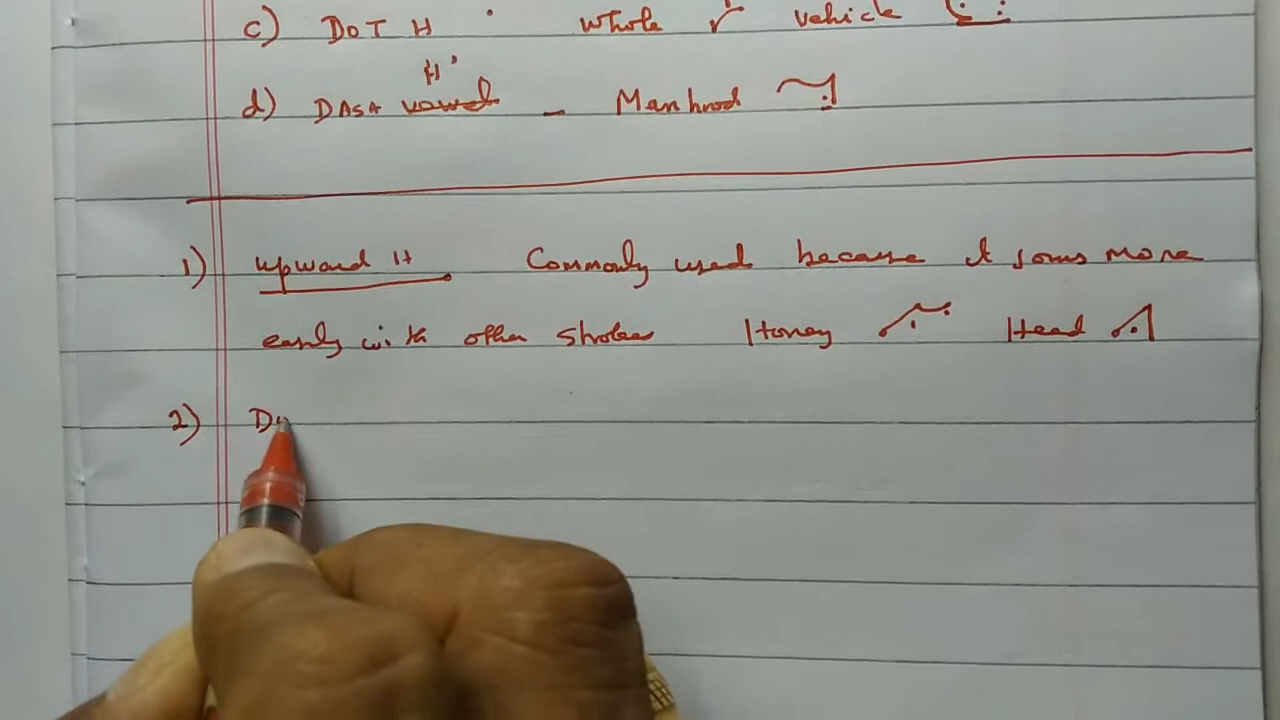 c) DOT H . Whole vehicle
H'
d) DASH vowel – Manhood
1) upward H Commonly used because it joins more
easily with other strokes Honey Head
2) Do